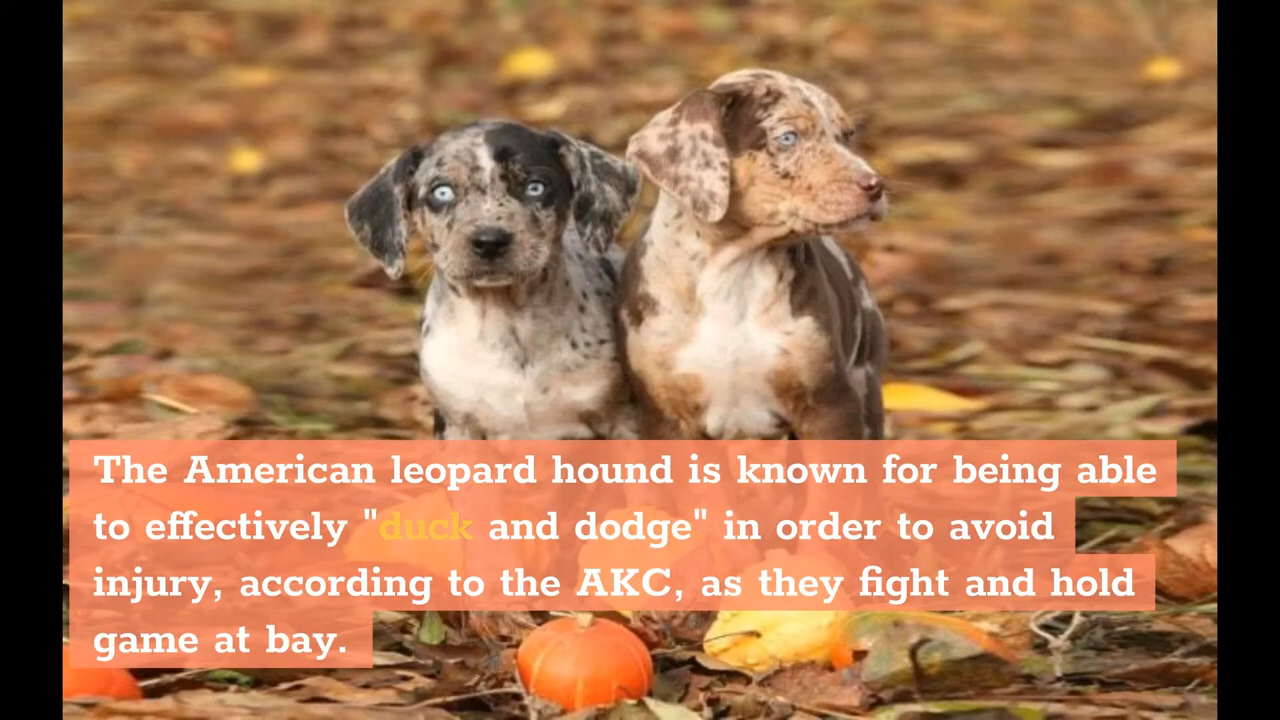 The American leopard hound is known for being able
to effectively "duck and dodge" in order to avoid
injury, according to the AKC, as they fight and hold
game at bay.